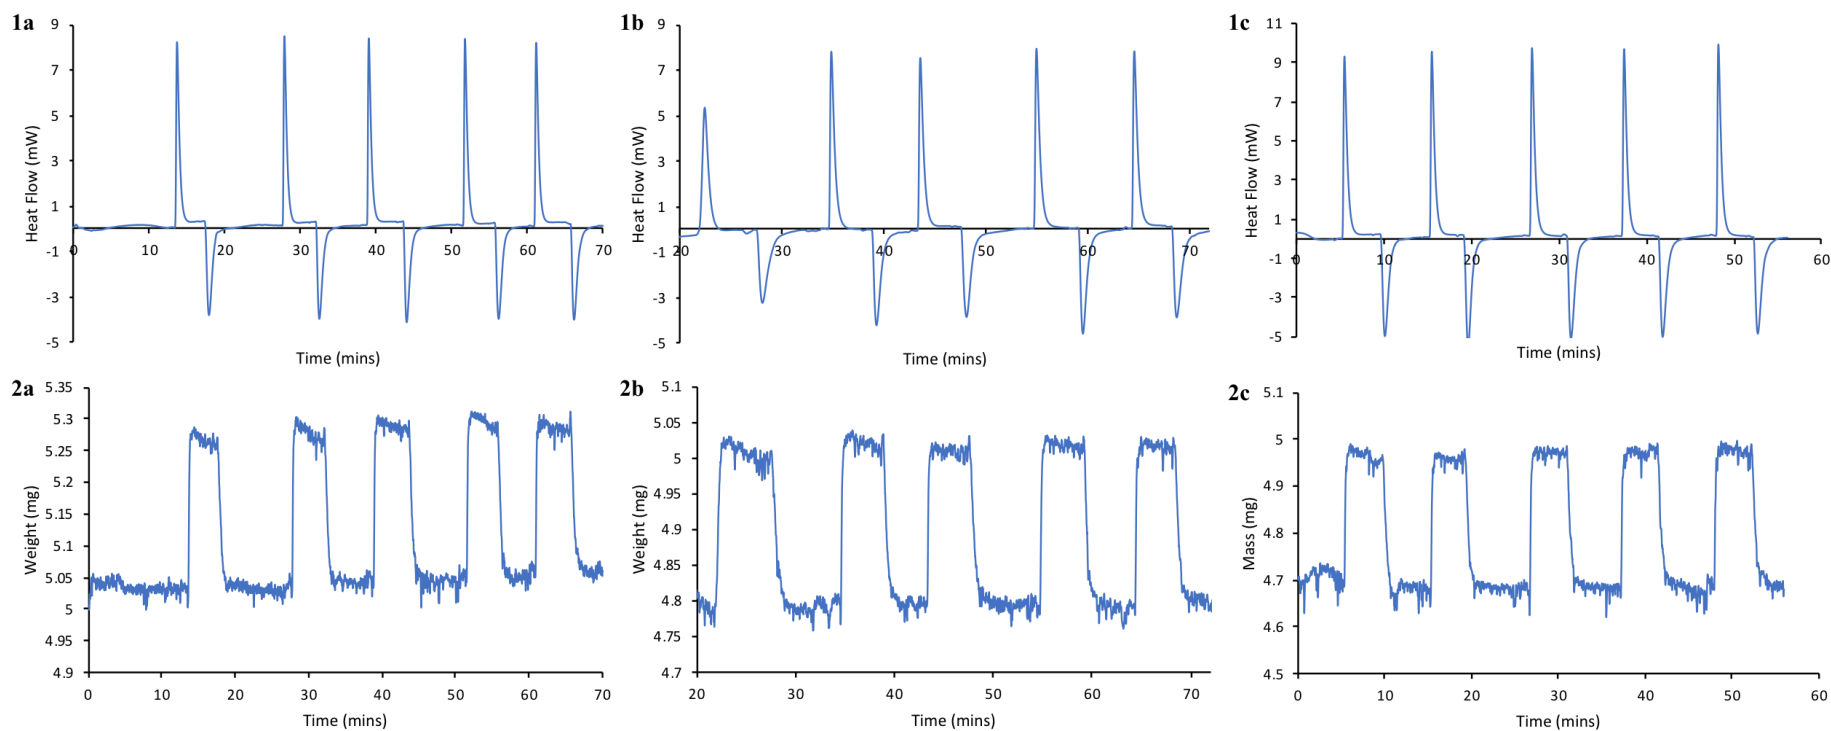 1a
9
7
5
3
1
-1
-3
-5
Heat Flow (mW)
0 10 20 30 40 50 60 70
Time (mins)
1b
9
7
5
3
1
-1
-3
-5
Heat Flow (mW)
20 30 40 50 60 70
Time (mins)
1c
11
9
7
5
3
1
-1
-3
-5
Heat Flow (mW)
0 10 20 30 40 50 60
Time (mins)
2a
5.35
5.3
5.25
5.2
5.15
5.1
5.05
5
4.95
4.9
Weight (mg)
0 10 20 30 40 50 60 70
Time (mins)
2b
5.1
5.05
5
4.95
4.9
4.85
4.8
4.75
4.7
Weight (mg)
20 30 40 50 60 70
Time (mins)
2c
5.1
5
4.9
4.8
4.7
4.6
4.5
Mass (mg)
0 10 20 30 40 50 60
Time (mins)